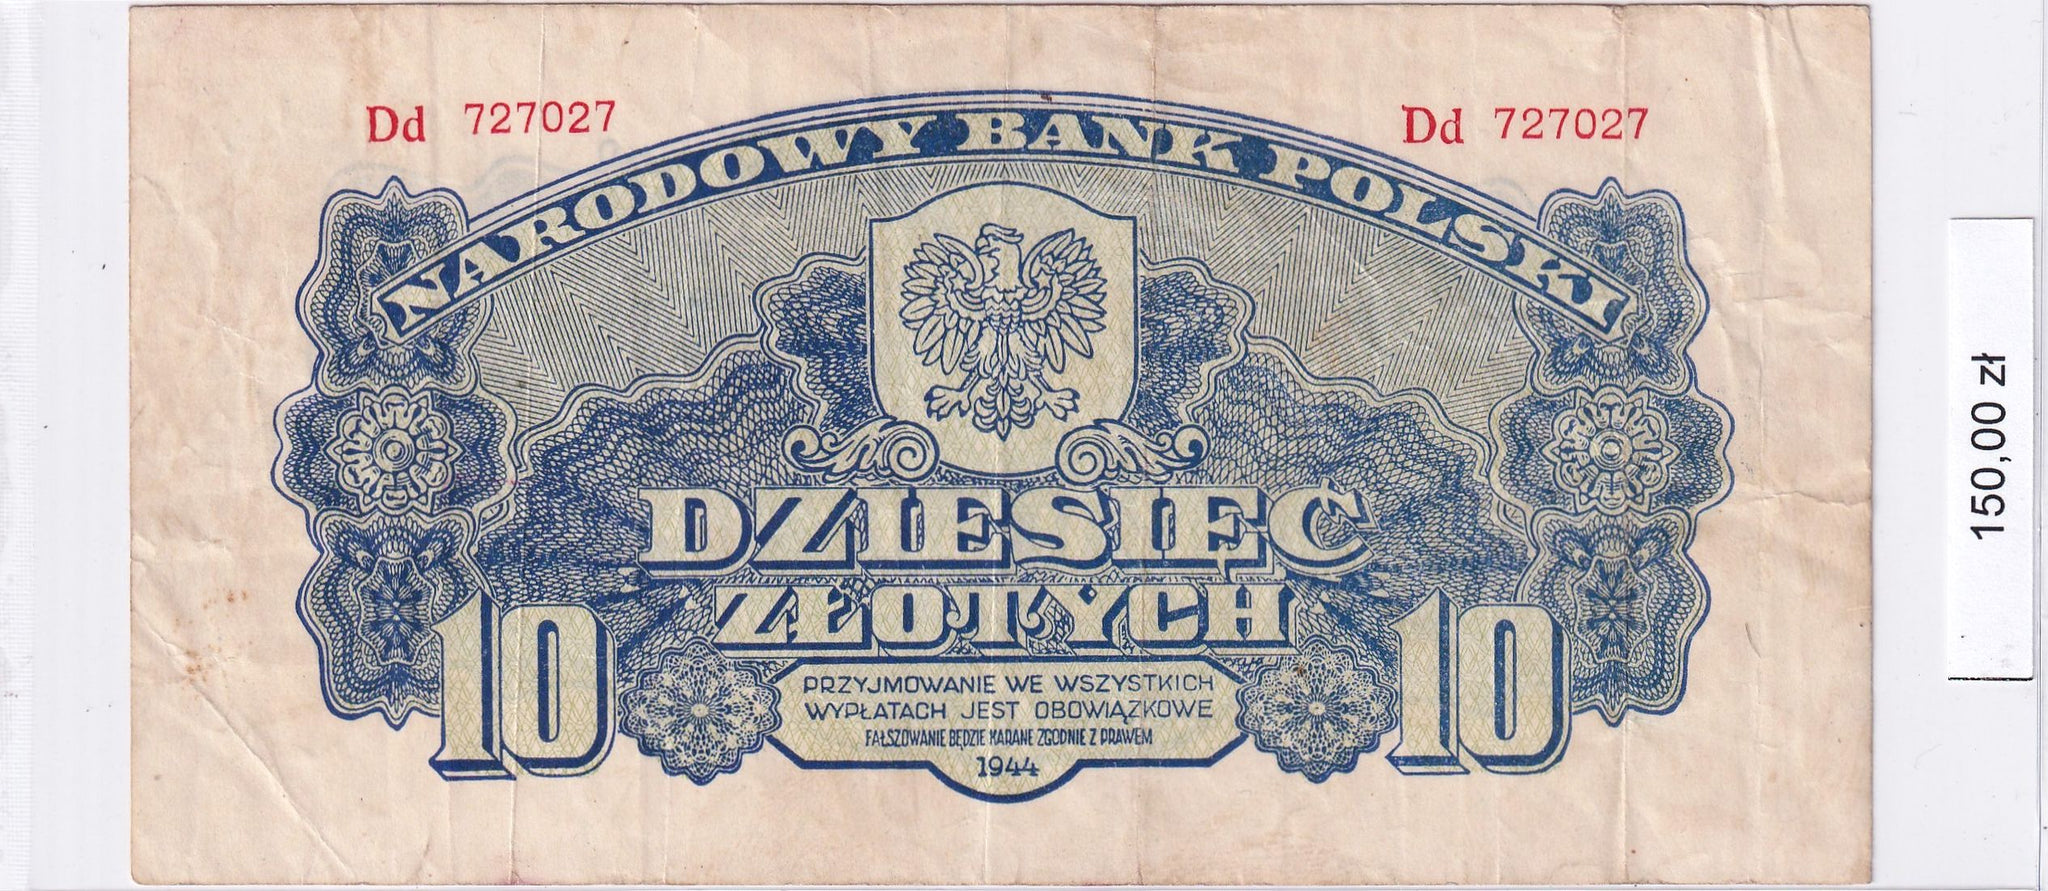 Dd 727027
Dd 727027
NARODOWY BANK POLSKI
DZIESIĘC
ZŁOTYCH
10
10
PRZYJMOWANIE WE WSZYSTKICH
WYPŁATACH JEST OBOWIĄZKOWE
FAŁSZOWANIE BĘDZIE KARANE ZGODNIE Z PRAWEM
1944
150,00 zł